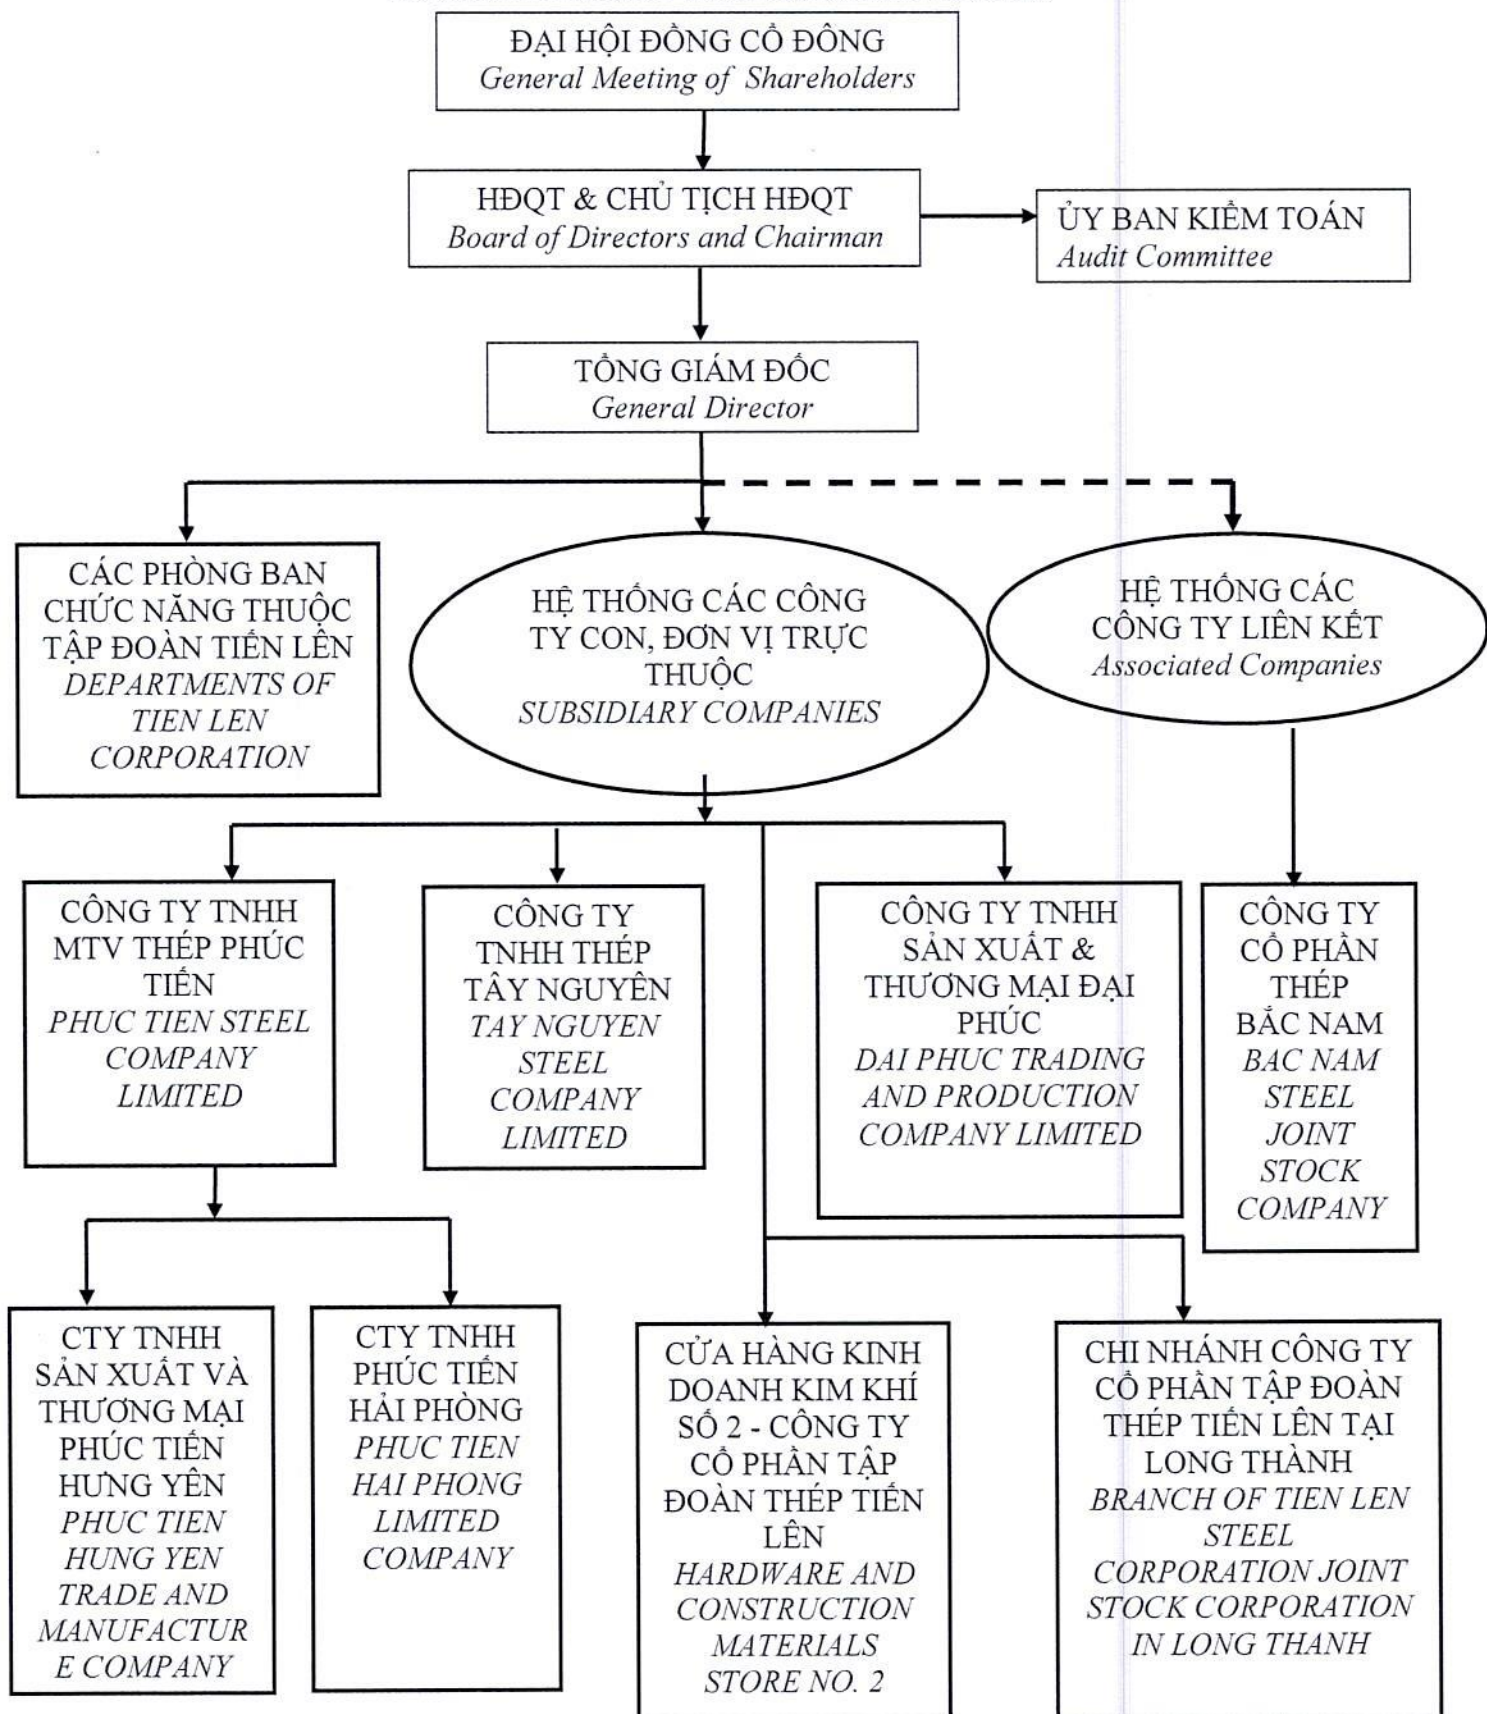 ĐẠI HỘI ĐỒNG CỔ ĐÔNG
General Meeting of Shareholders
HĐQT & CHỦ TỊCH HĐQT
Board of Directors and Chairman
ỦY BAN KIỂM TOÁN
Audit Committee
TỔNG GIÁM ĐỐC
General Director
CÁC PHÒNG BAN
CHỨC NĂNG THUỘC
TẬP ĐOÀN TIẾN LÊN
DEPARTMENTS OF
TIEN LEN
CORPORATION
HỆ THỐNG CÁC CÔNG
TY CON, ĐƠN VỊ TRỰC
THUỘC
SUBSIDIARY COMPANIES
HỆ THỐNG CÁC
CÔNG TY LIÊN KẾT
Associated Companies
CÔNG TY TNHH
MTV THÉP PHÚC
TIẾN
PHUC TIEN STEEL
COMPANY
LIMITED
CÔNG TY
TNHH THÉP
TÂY NGUYÊN
TAY NGUYEN
STEEL
COMPANY
LIMITED
CÔNG TY TNHH
SẢN XUẤT &
THƯƠNG MẠI ĐẠI
PHÚC
DAI PHUC TRADING
AND PRODUCTION
COMPANY LIMITED
CÔNG TY
CỔ PHẦN
THÉP
BẮC NAM
BAC NAM
STEEL
JOINT
STOCK
COMPANY
CTY TNHH
SẢN XUẤT VÀ
THƯƠNG MẠI
PHÚC TIẾN
HƯNG YÊN
PHUC TIEN
HUNG YEN
TRADE AND
MANUFACTUR
E COMPANY
CTY TNHH
PHÚC TIẾN
HẢI PHÒNG
PHUC TIEN
HAI PHONG
LIMITED
COMPANY
CỬA HÀNG KINH
DOANH KIM KHÍ
SỐ 2 - CÔNG TY
CỔ PHẦN TẬP
ĐOÀN THÉP TIẾN
LÊN
HARDWARE AND
CONSTRUCTION
MATERIALS
STORE NO. 2
CHI NHÁNH CÔNG TY
CỔ PHẦN TẬP ĐOÀN
THÉP TIẾN LÊN TẠI
LONG THÀNH
BRANCH OF TIEN LEN
STEEL
CORPORATION JOINT
STOCK CORPORATION
IN LONG THANH